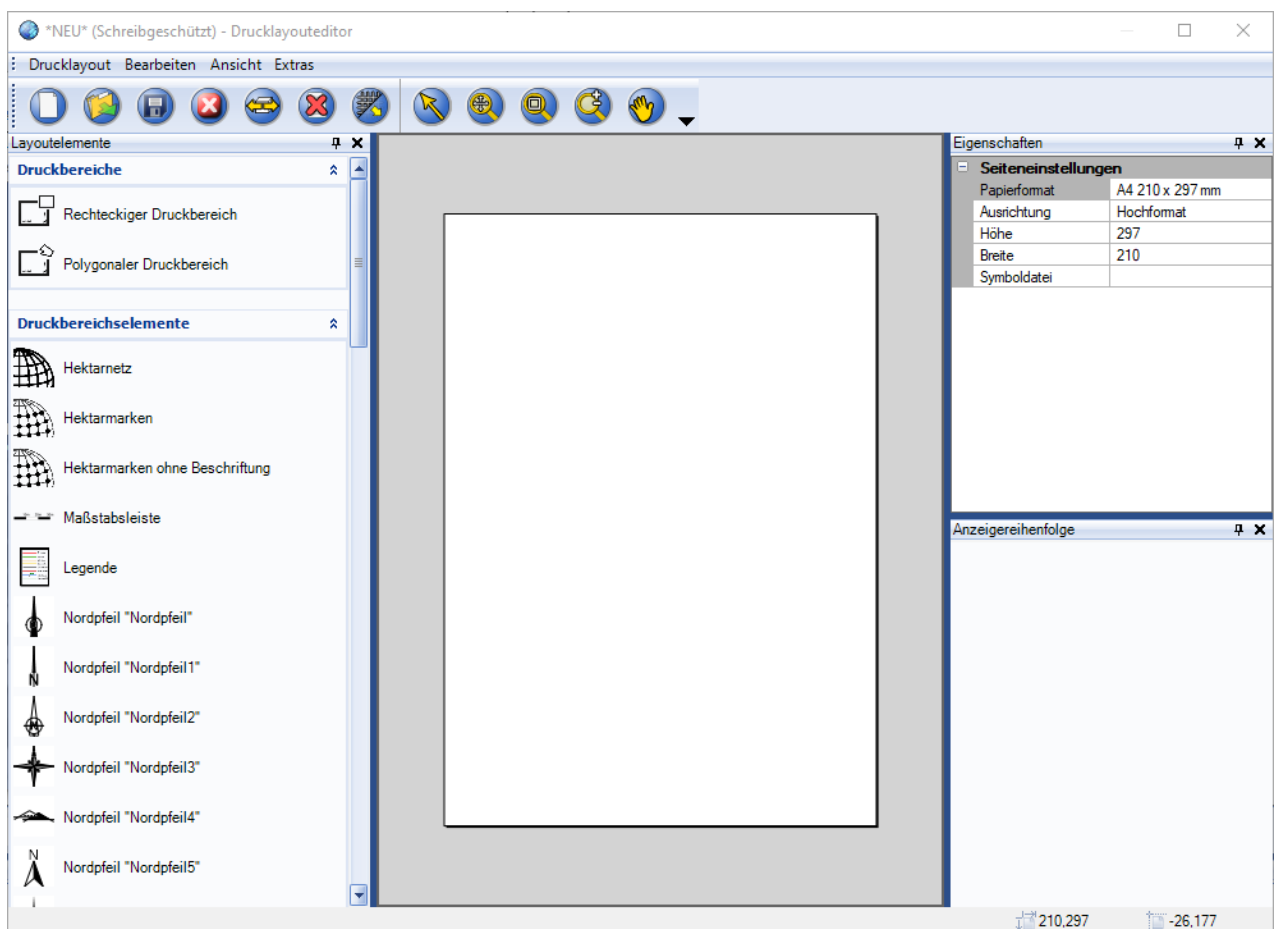 *NEU* (Schreibgeschützt) - Drucklayouteditor
Drucklayout Bearbeiten Ansicht Extras
Layoutelemente
Druckbereiche
Rechteckiger Druckbereich
Polygonaler Druckbereich
Druckbereichselemente
Hektarnetz
Hektarmarken
Hektarmarken ohne Beschriftung
Maßstabsleiste
Legende
Nordpfeil "Nordpfeil"
Nordpfeil "Nordpfeil1"
Nordpfeil "Nordpfeil2"
Nordpfeil "Nordpfeil3"
Nordpfeil "Nordpfeil4"
Nordpfeil "Nordpfeil5"
Eigenschaften
Seiteneinstellungen
Papierformat A4 210 x 297 mm
Ausrichtung Hochformat
Höhe 297
Breite 210
Symboldatei
Anzeigereihenfolge
210,297 -26,177